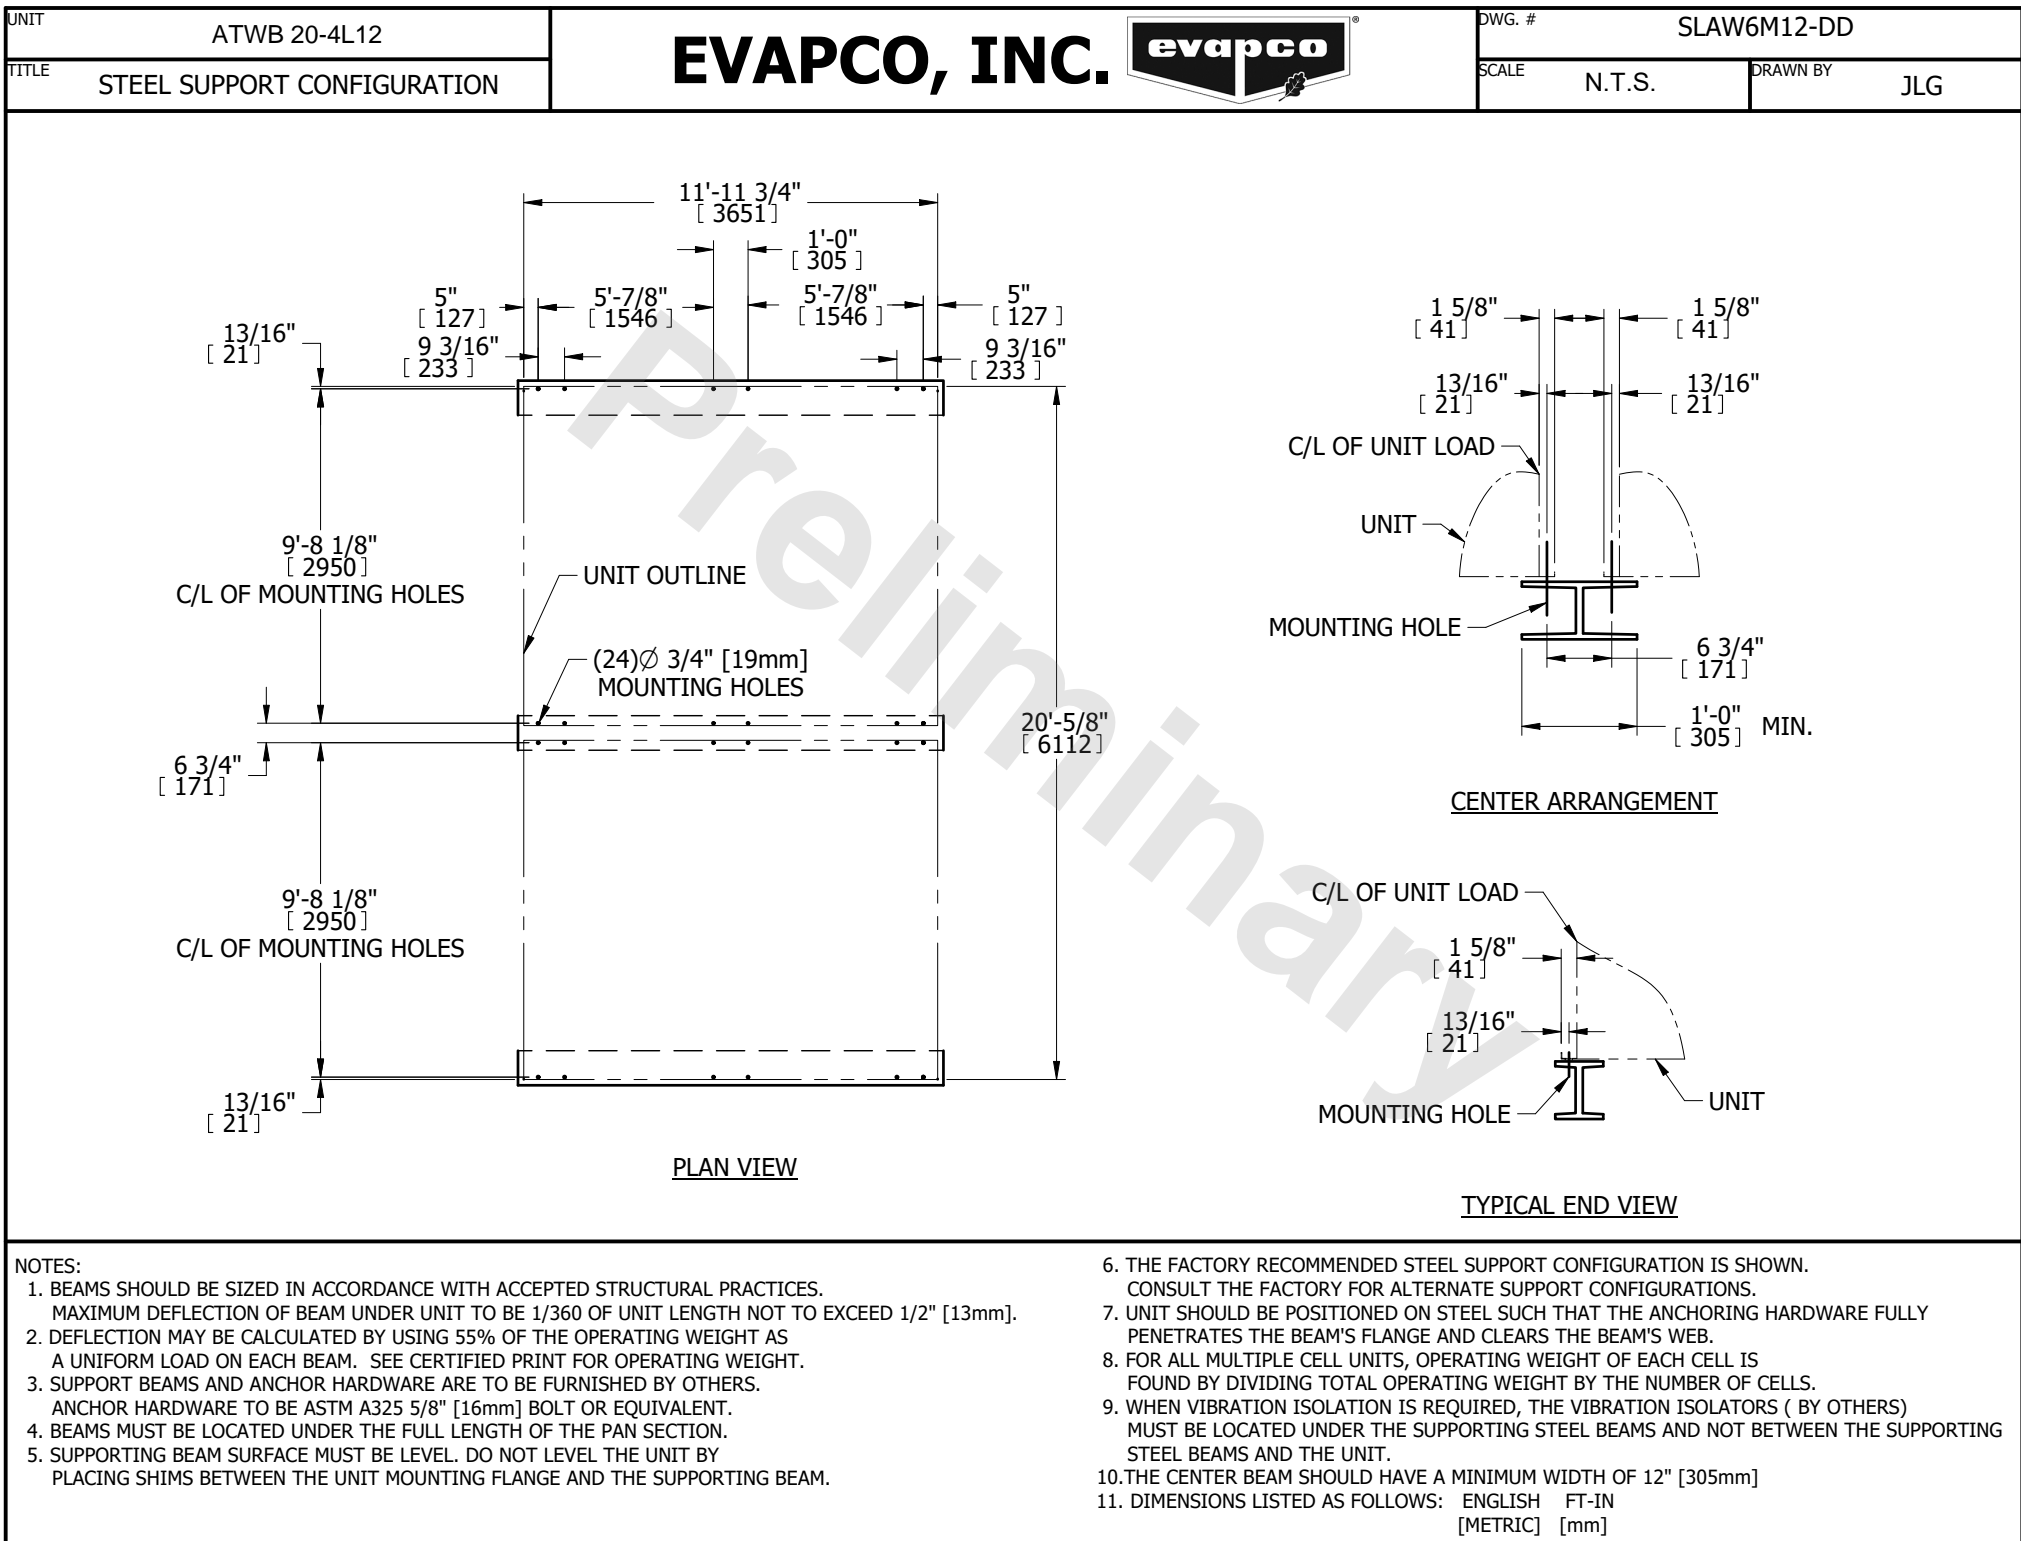 UNIT
ATWB 20-4L12
TITLE
STEEL SUPPORT CONFIGURATION
EVAPCO, INC.
evapco
®
DWG. #
SLAW6M12-DD
SCALE
N.T.S.
DRAWN BY
JLG
11'-11 3/4"
[ 3651]
1'-0"
[ 305 ]
5"
[ 127]
5'-7/8"
[ 1546 ]
5'-7/8"
[ 1546 ]
5"
[ 127 ]
13/16"
[ 21]
9 3/16"
[ 233 ]
9 3/16"
[ 233 ]
9'-8 1/8"
[ 2950]
C/L OF MOUNTING HOLES
UNIT OUTLINE
(24)∅ 3/4" [19mm]
MOUNTING HOLES
6 3/4"
[ 171]
20'-5/8"
[ 6112]
9'-8 1/8"
[ 2950]
C/L OF MOUNTING HOLES
13/16"
[ 21]
PLAN VIEW
Preliminary
1 5/8"
[ 41]
1 5/8"
[ 41]
13/16"
[ 21]
13/16"
[ 21]
C/L OF UNIT LOAD
UNIT
MOUNTING HOLE
6 3/4"
[ 171]
1'-0"
[ 305]
MIN.
CENTER ARRANGEMENT
C/L OF UNIT LOAD
1 5/8"
[ 41]
13/16"
[ 21]
MOUNTING HOLE
UNIT
TYPICAL END VIEW
NOTES:
1. BEAMS SHOULD BE SIZED IN ACCORDANCE WITH ACCEPTED STRUCTURAL PRACTICES.
MAXIMUM DEFLECTION OF BEAM UNDER UNIT TO BE 1/360 OF UNIT LENGTH NOT TO EXCEED 1/2" [13mm].
2. DEFLECTION MAY BE CALCULATED BY USING 55% OF THE OPERATING WEIGHT AS
A UNIFORM LOAD ON EACH BEAM. SEE CERTIFIED PRINT FOR OPERATING WEIGHT.
3. SUPPORT BEAMS AND ANCHOR HARDWARE ARE TO BE FURNISHED BY OTHERS.
ANCHOR HARDWARE TO BE ASTM A325 5/8" [16mm] BOLT OR EQUIVALENT.
4. BEAMS MUST BE LOCATED UNDER THE FULL LENGTH OF THE PAN SECTION.
5. SUPPORTING BEAM SURFACE MUST BE LEVEL. DO NOT LEVEL THE UNIT BY
PLACING SHIMS BETWEEN THE UNIT MOUNTING FLANGE AND THE SUPPORTING BEAM.
6. THE FACTORY RECOMMENDED STEEL SUPPORT CONFIGURATION IS SHOWN.
CONSULT THE FACTORY FOR ALTERNATE SUPPORT CONFIGURATIONS.
7. UNIT SHOULD BE POSITIONED ON STEEL SUCH THAT THE ANCHORING HARDWARE FULLY
PENETRATES THE BEAM'S FLANGE AND CLEARS THE BEAM'S WEB.
8. FOR ALL MULTIPLE CELL UNITS, OPERATING WEIGHT OF EACH CELL IS
FOUND BY DIVIDING TOTAL OPERATING WEIGHT BY THE NUMBER OF CELLS.
9. WHEN VIBRATION ISOLATION IS REQUIRED, THE VIBRATION ISOLATORS ( BY OTHERS)
MUST BE LOCATED UNDER THE SUPPORTING STEEL BEAMS AND NOT BETWEEN THE SUPPORTING
STEEL BEAMS AND THE UNIT.
10.THE CENTER BEAM SHOULD HAVE A MINIMUM WIDTH OF 12" [305mm]
11. DIMENSIONS LISTED AS FOLLOWS: ENGLISH FT-IN
[METRIC] [mm]